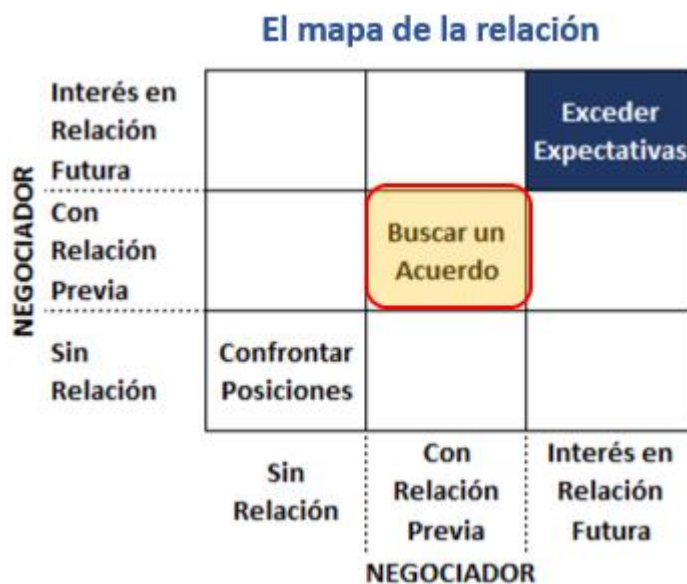 El mapa de la relación
NEGOCIADOR
Interés en
Relación
Futura
Exceder
Expectativas
Con
Relación
Previa
Buscar un
Acuerdo
Sin
Relación
Confrontar
Posiciones
Sin
Relación
Con
Relación
Previa
Interés en
Relación
Futura
NEGOCIADOR